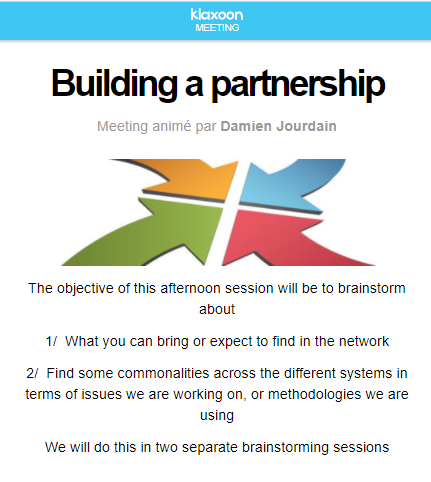 klaxoon
MEETING
Building a partnership
Meeting animé par Damien Jourdain
The objective of this afternoon session will be to brainstorm
about
1/ What you can bring or expect to find in the network
2/ Find some commonalities across the different systems in
terms of issues we are working on, or methodologies we are
using
We will do this in two separate brainstorming sessions